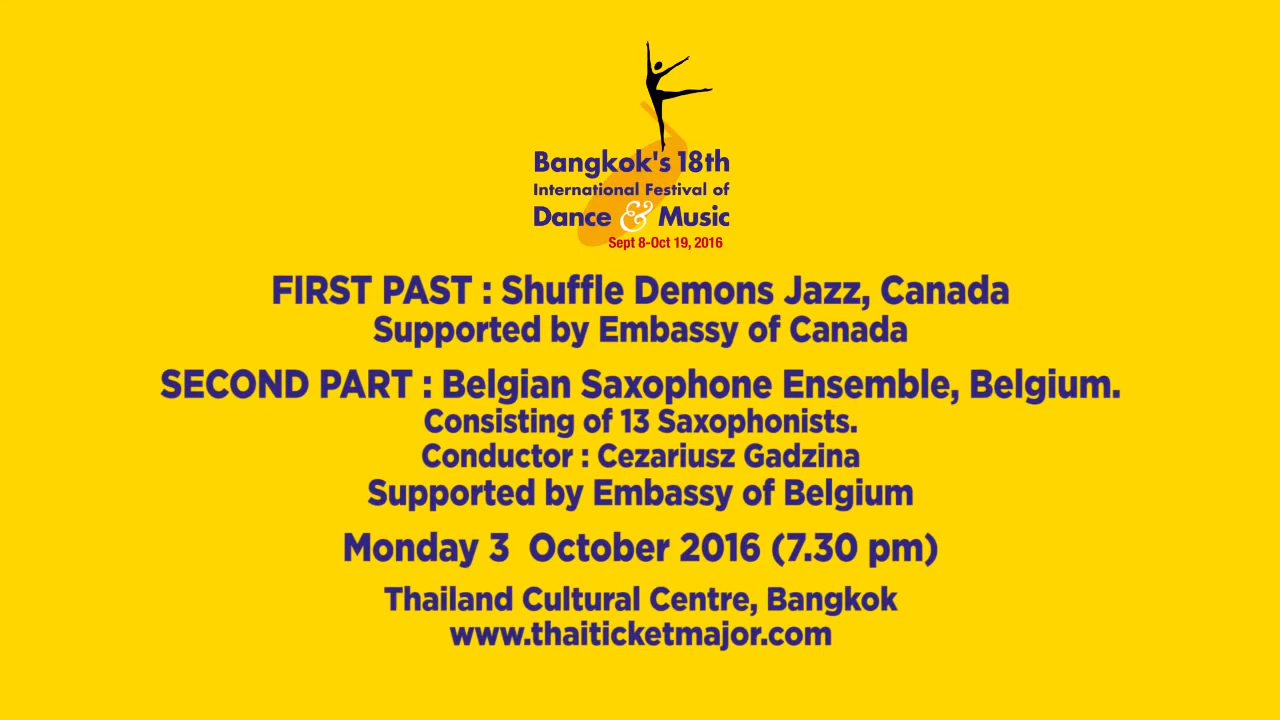 Bangkok's 18th
International Festival of
Dance & Music
Sept 8-Oct 19, 2016
FIRST PAST : Shuffle Demons Jazz, Canada
Supported by Embassy of Canada
SECOND PART : Belgian Saxophone Ensemble, Belgium.
Consisting of 13 Saxophonists.
Conductor : Cezariusz Gadzina
Supported by Embassy of Belgium
Monday 3 October 2016 (7.30 pm)
Thailand Cultural Centre, Bangkok
www.thaiticketmajor.com